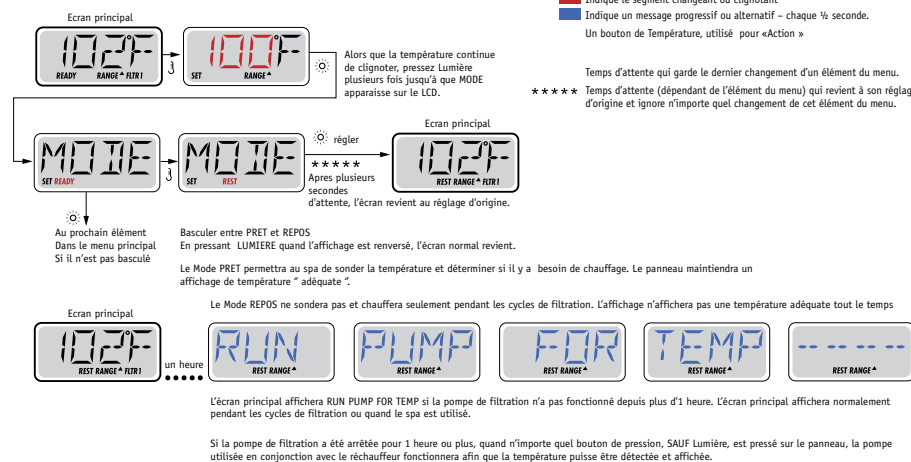 Ecran principal
102°F
READY RANGE FLTR1
100°F
SET RANGE
Alors que la température continue
de clignoter, pressez Lumière
plusieurs fois jusqu'à que MODE
apparaisse sur le LCD.
Indique le segment changeant ou clignotant
Indique un message progressif ou alternatif – chaque ½ seconde.
Un bouton de Température, utilisé pour «Action »
Temps d'attente qui garde le dernier changement d'un élément du menu.
***** Temps d'attente (dépendant de l'élément du menu) qui revient à son réglag
d'origine et ignore n'importe quel changement de cet élément du menu.
MODE
SET READY
MODE
SET REST
régler
*****
Apres plusieurs
secondes
d'attente, l'écran revient au réglage d'origine.
Ecran principal
102°F
REST RANGE FLTR1
Au prochain élément
Dans le menu principal
Si il n'est pas basculé
Basculer entre PRET et REPOS
En pressant LUMIERE quand l'affichage est renversé, l'écran normal revient.
Le Mode PRET permettra au spa de sonder la température et déterminer si il y a besoin de chauffage. Le panneau maintiendra un
affichage de température " adéquate ".
Le Mode REPOS ne sondera pas et chauffera seulement pendant les cycles de filtration. L'affichage n'affichera pas une température adéquate tout le temps
Ecran principal
102°F
REST RANGE FLTR1
un heure
RUN
REST RANGE
PUMP
REST RANGE
FOR
REST RANGE
TEMP
REST RANGE
-- -- -- --
REST RANGE
L'écran principal affichera RUN PUMP FOR TEMP si la pompe de filtration n'a pas fonctionné depuis plus d'1 heure. L'écran principal affichera normalement
pendant les cycles de filtration ou quand le spa est utilisé.
Si la pompe de filtration a été arrêtée pour 1 heure ou plus, quand n'importe quel bouton de pression, SAUF Lumière, est pressé sur le panneau, la pompe
utilisée en conjonction avec le réchauffeur fonctionnera afin que la température puisse être détectée et affichée.